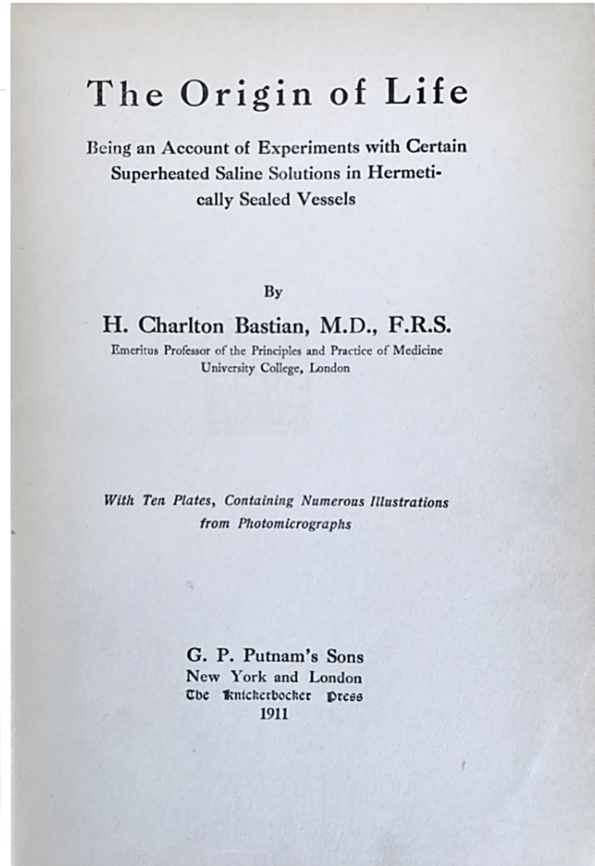 The Origin of Life
Being an Account of Experiments with Certain
Superheated Saline Solutions in Hermeti-
cally Sealed Vessels
By
H. Charlton Bastian, M.D., F.R.S.
Emeritus Professor of the Principles and Practice of Medicine
University College, London
With Ten Plates, Containing Numerous Illustrations
from Photomicrographs
G. P. Putnam's Sons
New York and London
The Knickerbocker Press
1911